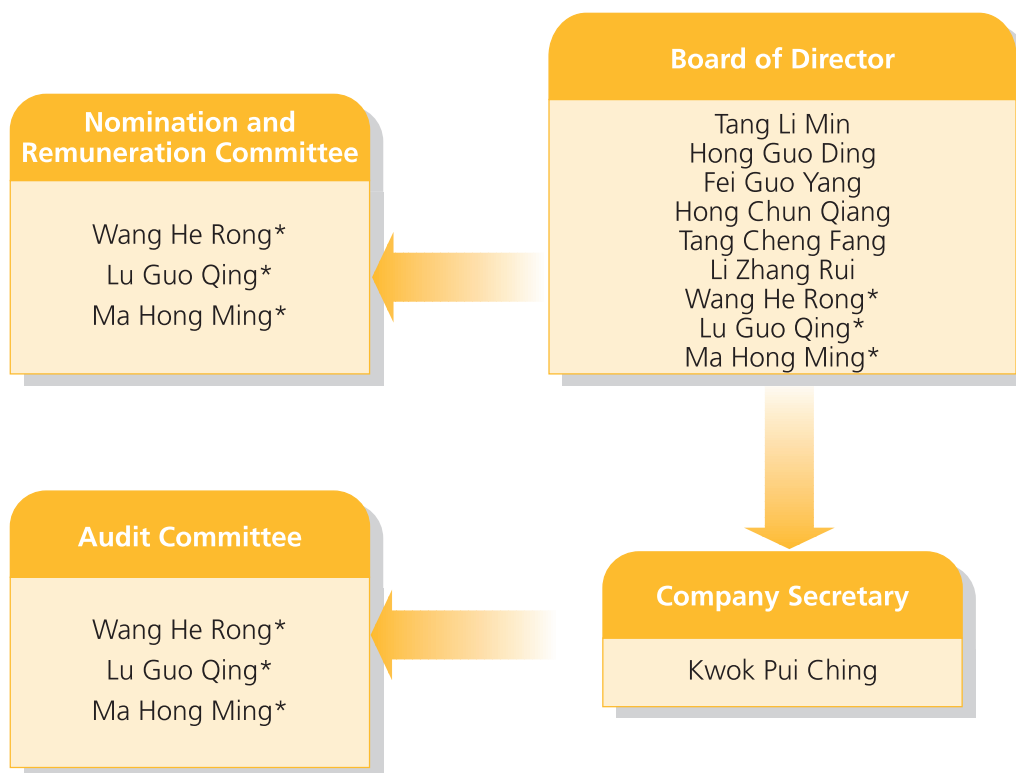 Board of Director
Tang Li Min
Hong Guo Ding
Fei Guo Yang
Hong Chun Qiang
Tang Cheng Fang
Li Zhang Rui
Wang He Rong*
Lu Guo Qing*
Ma Hong Ming*
Nomination and
Remuneration Committee
Wang He Rong*
Lu Guo Qing*
Ma Hong Ming*
Company Secretary
Kwok Pui Ching
Audit Committee
Wang He Rong*
Lu Guo Qing*
Ma Hong Ming*